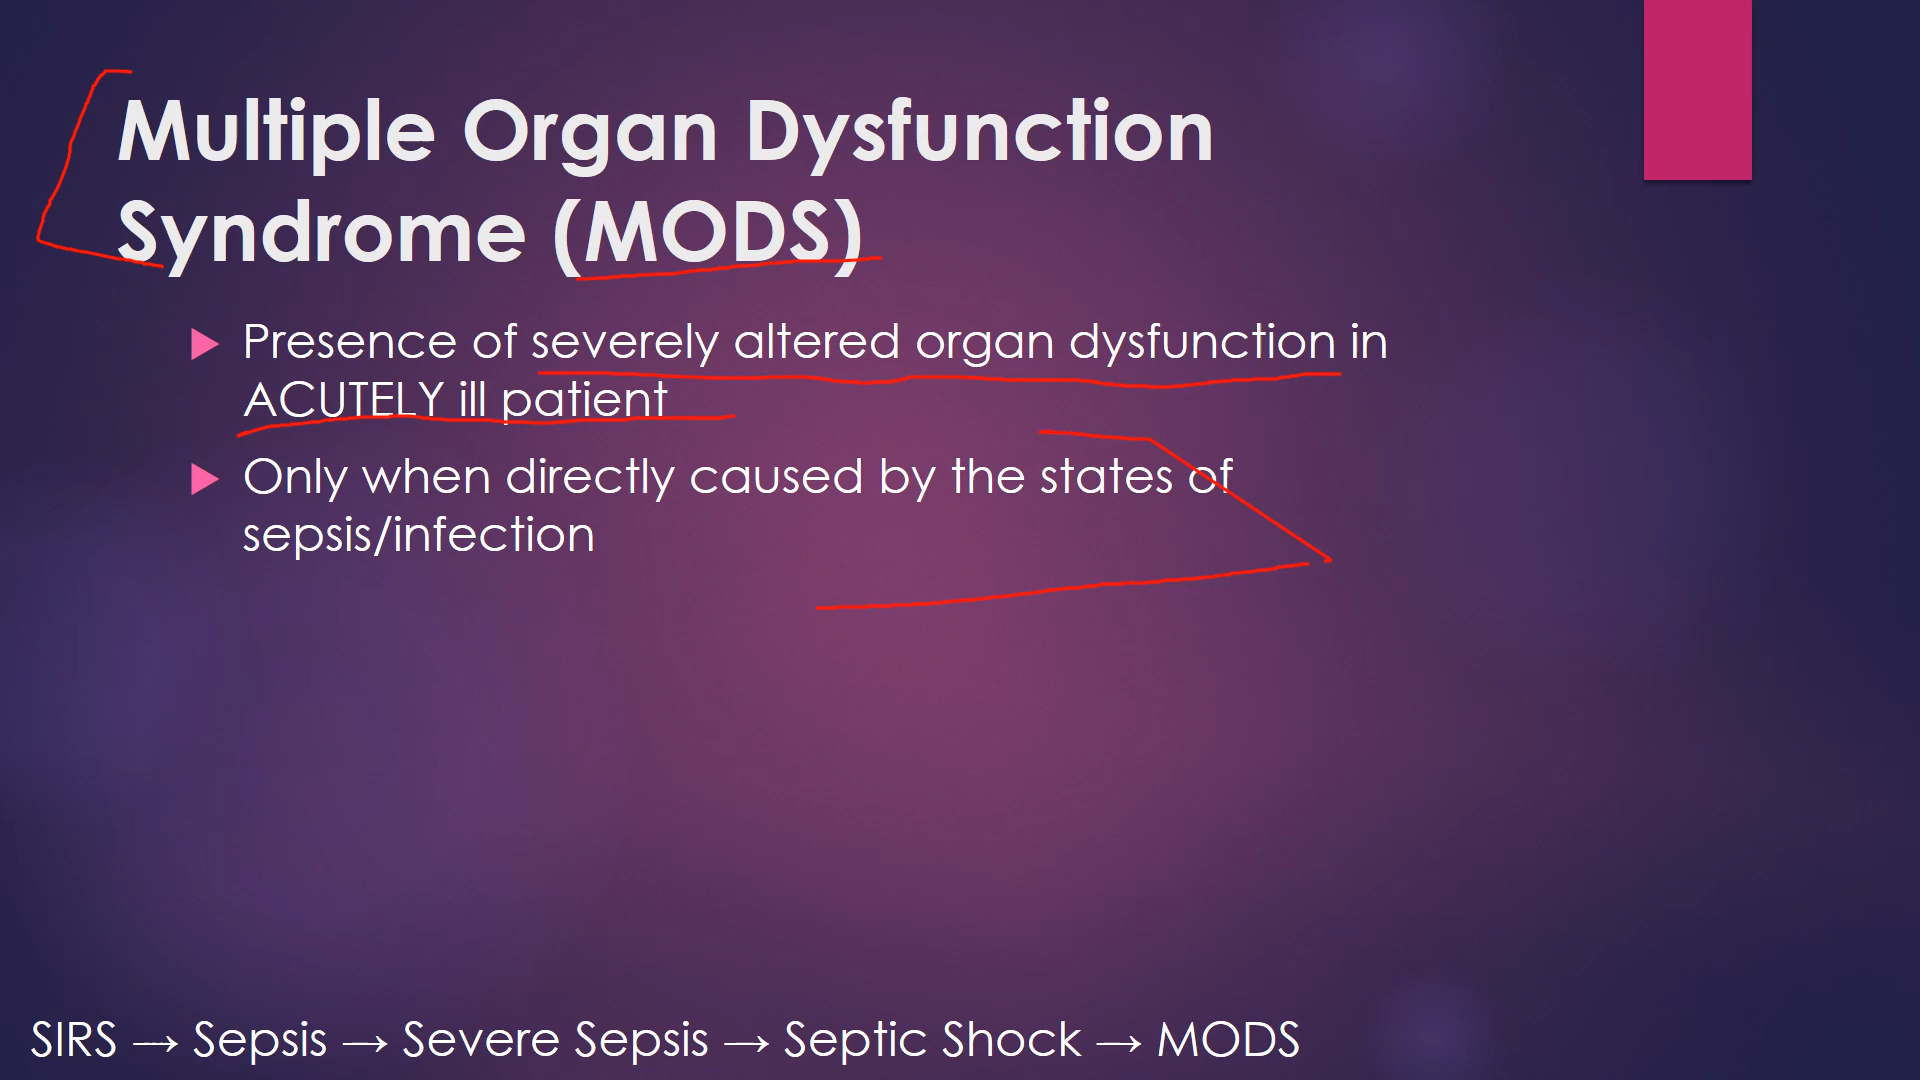 Multiple Organ Dysfunction
Syndrome (MODS)
Presence of severely altered organ dysfunction in
ACUTELY ill patient
Only when directly caused by the states of
sepsis/infection
SIRS → Sepsis → Severe Sepsis → Septic Shock → MODS